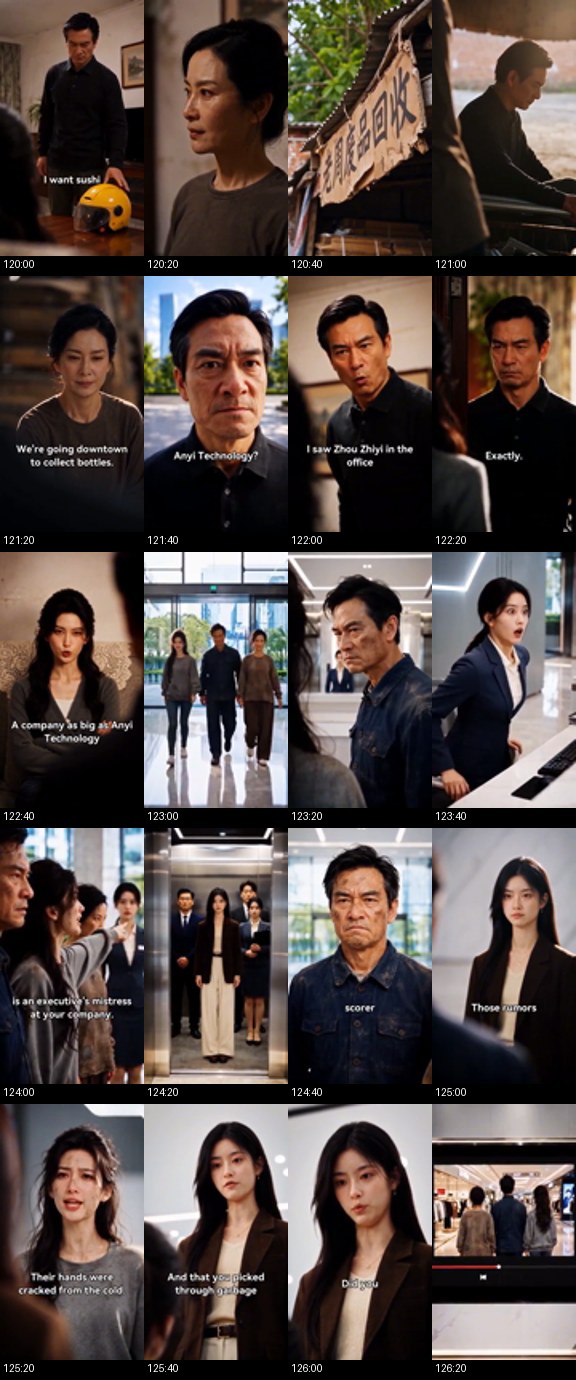 I want sushi
120:00
120:20
老周废品回收
120:40
121:00
We're going downtown
to collect bottles.
121:20
Anyi Technology?
121:40
I saw Zhou Zhiyi in the
office
122:00
Exactly.
122:20
A company as big as Anyi
Technology
122:40
123:00
123:20
123:40
is an executive's mistress
at your company.
124:00
124:20
scorer
124:40
Those rumors
125:00
Their hands were
cracked from the cold
125:20
And that you picked
through garbage
125:40
Did you
126:00
126:20